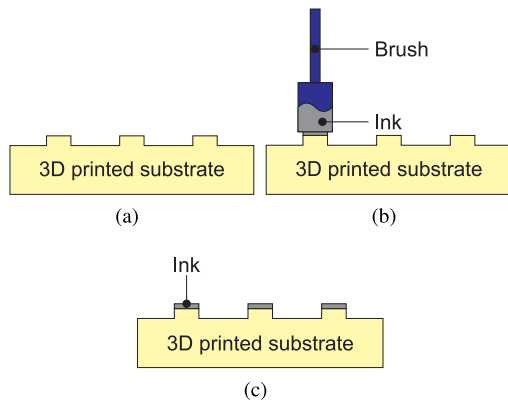 Brush
Ink
3D printed substrate
3D printed substrate
(a)
(b)
Ink
3D printed substrate
(c)